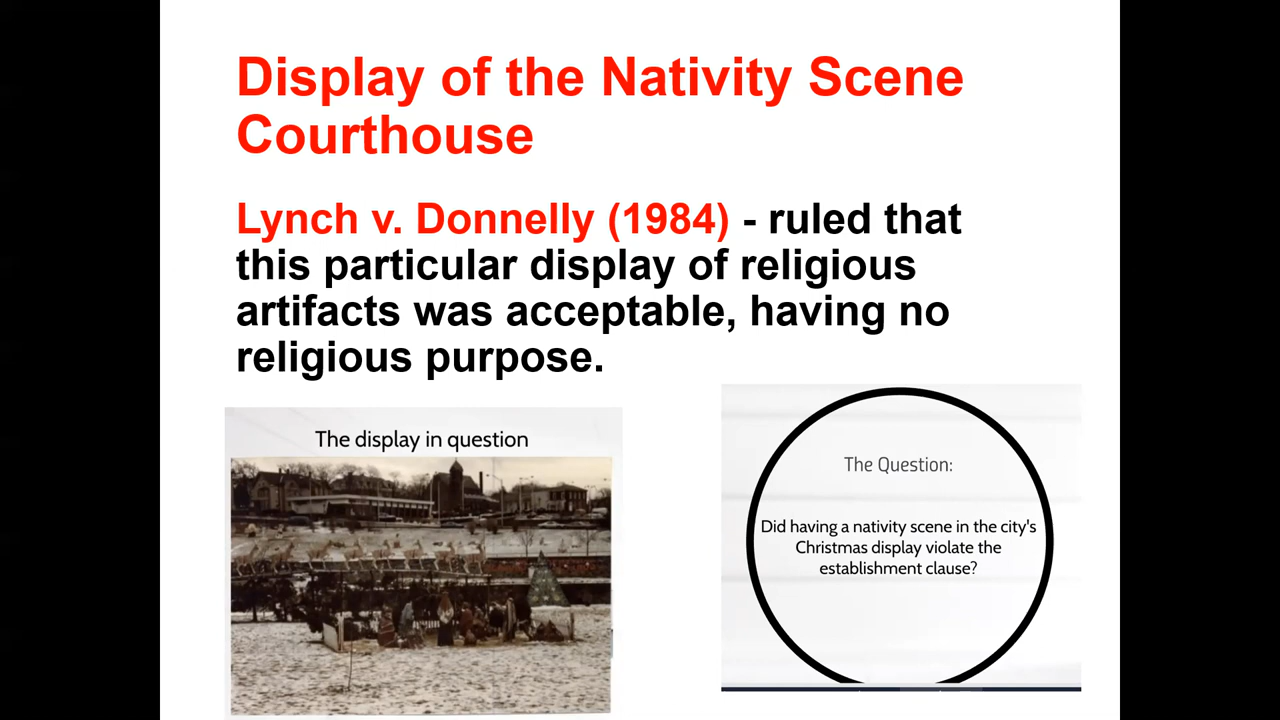 Display of the Nativity Scene
Courthouse
Lynch v. Donnelly (1984) - ruled that
this particular display of religious
artifacts was acceptable, having no
religious purpose.
The display in question
The Question:
Did having a nativity scene in the city's
Christmas display violate the
establishment clause?